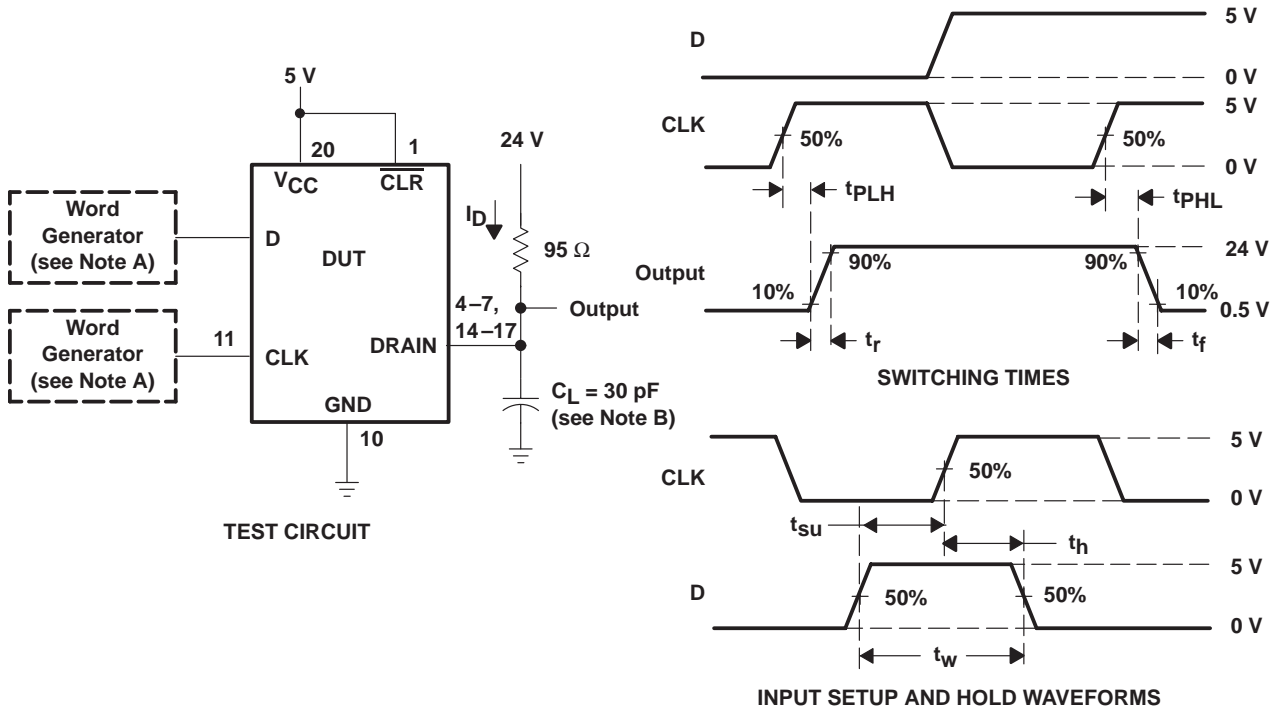 5 V
20
1
VCC
CLR
24 V
ID
95 Ω
Word
Generator
(see Note A)
D
DUT
4–7,
14–17
Output
Word
Generator
(see Note A)
11
CLK
DRAIN
GND
10
CL = 30 pF
(see Note B)
TEST CIRCUIT
D
5 V
0 V
CLK
5 V
50%
50%
0 V
tPLH
tPHL
Output
24 V
90%
90%
10%
10%
0.5 V
tr
tf
SWITCHING TIMES
CLK
5 V
50%
0 V
tsu
th
D
5 V
50%
50%
0 V
tw
INPUT SETUP AND HOLD WAVEFORMS